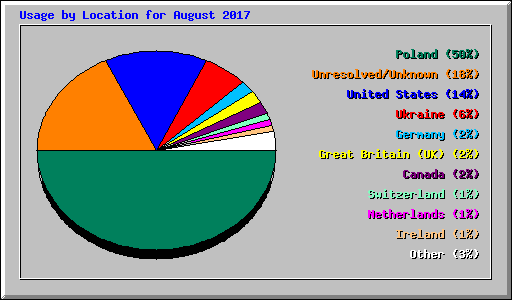 Usage by Location for August 2017
Poland (50%)
Unresolved/Unknown (18%)
United States (14%)
Ukraine (6%)
Germany (2%)
Great Britain (UK) (2%)
Canada (2%)
Switzerland (1%)
Netherlands (1%)
Ireland (1%)
Other (3%)